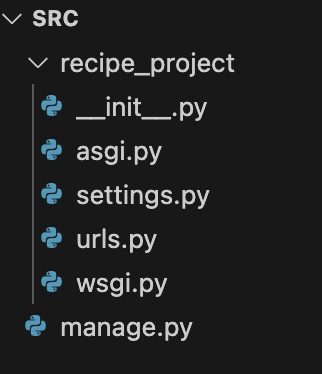 SRC
recipe_project
__init__.py
asgi.py
settings.py
urls.py
wsgi.py
manage.py